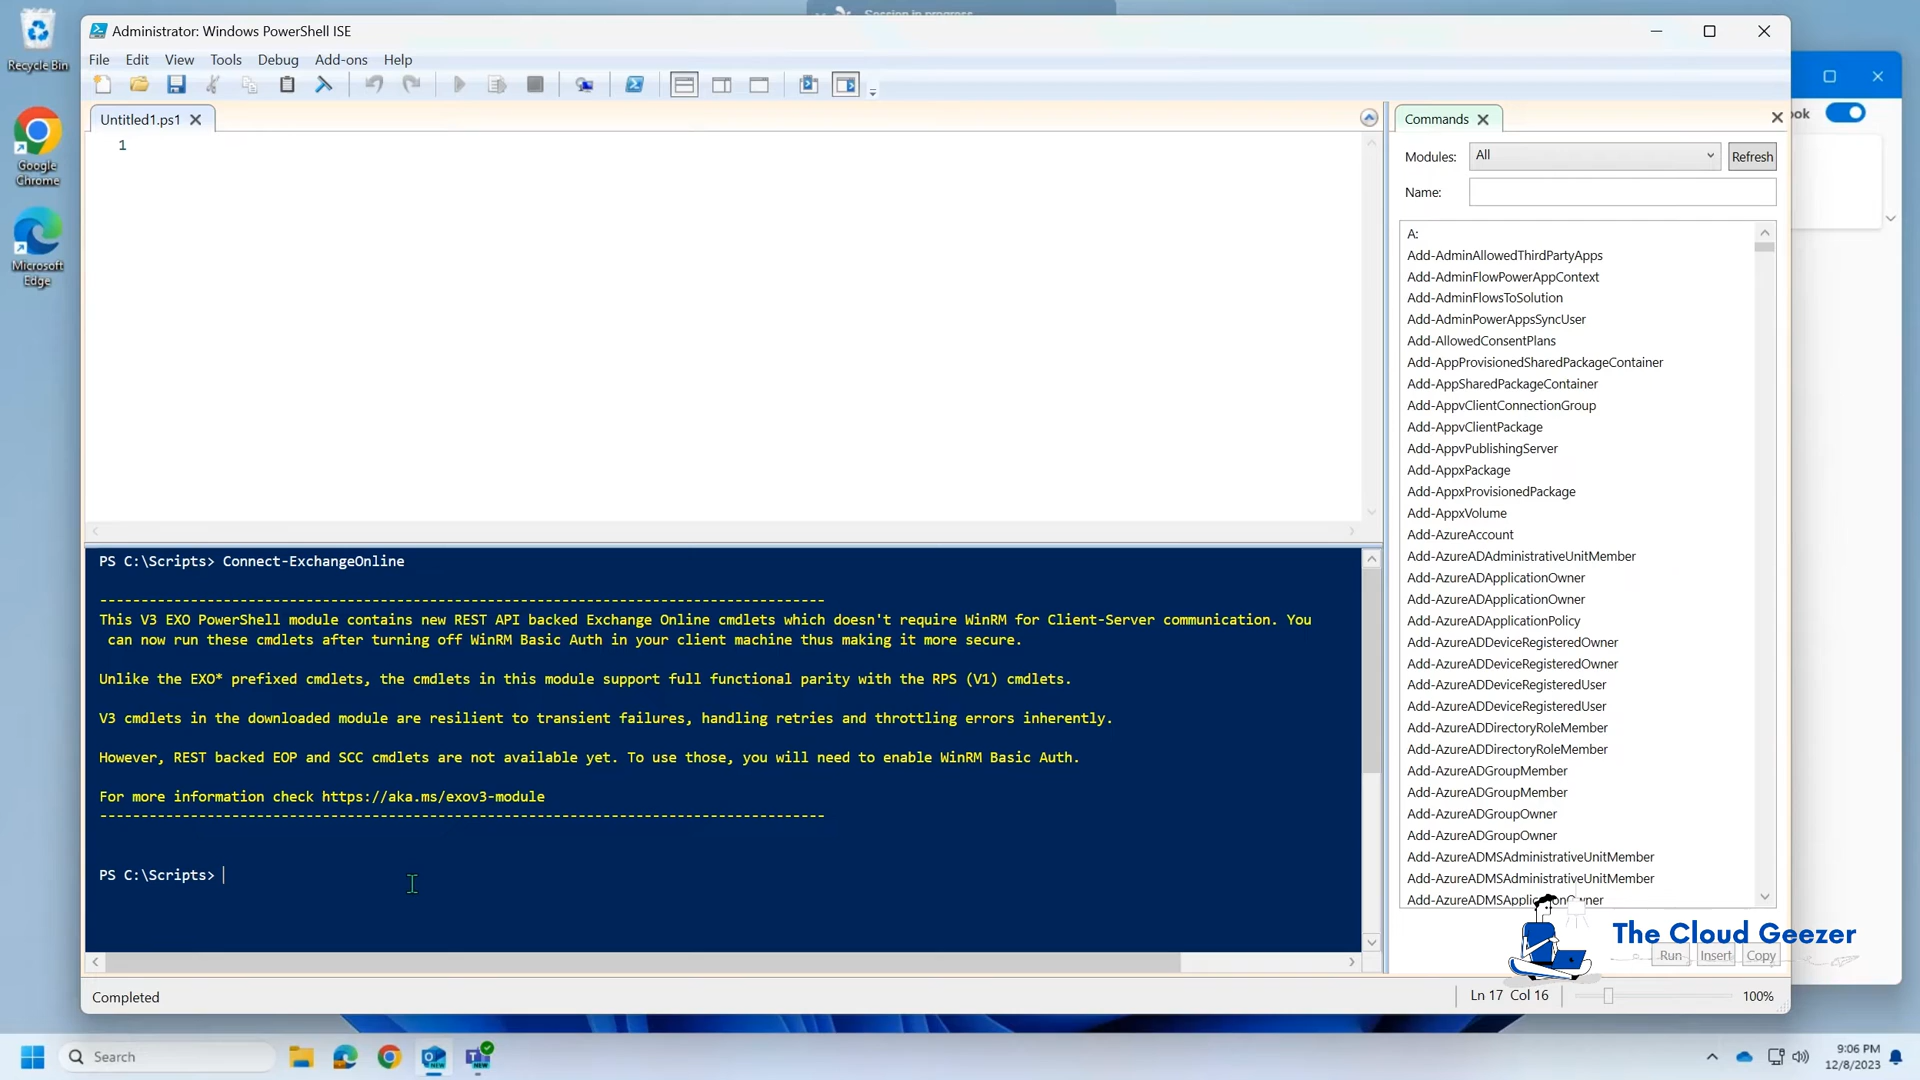 Session in progress
Recycle Bin
Google
Chrome
Microsoft
Edge
Administrator: Windows PowerShell ISE
File Edit View Tools Debug Add-ons Help
Untitled1.ps1
1
PS C:\Scripts> Connect-ExchangeOnline
----------------------------------------------------------------------------------------
This V3 EXO PowerShell module contains new REST API backed Exchange Online cmdlets which doesn't require WinRM for Client-Server communication. You
can now run these cmdlets after turning off WinRM Basic Auth in your client machine thus making it more secure.
Unlike the EXO* prefixed cmdlets, the cmdlets in this module support full functional parity with the RPS (V1) cmdlets.
V3 cmdlets in the downloaded module are resilient to transient failures, handling retries and throttling errors inherently.
However, REST backed EOP and SCC cmdlets are not available yet. To use those, you will need to enable WinRM Basic Auth.
For more information check https://aka.ms/exov3-module
----------------------------------------------------------------------------------------
PS C:\Scripts>
Commands
Modules: All Refresh
Name:
A:
Add-AdminAllowedThirdPartyApps
Add-AdminFlowPowerAppContext
Add-AdminFlowsToSolution
Add-AdminPowerAppsSyncUser
Add-AllowedConsentPlans
Add-AppProvisionedSharedPackageContainer
Add-AppSharedPackageContainer
Add-AppvClientConnectionGroup
Add-AppvClientPackage
Add-AppvPublishingServer
Add-AppxPackage
Add-AppxProvisionedPackage
Add-AppxVolume
Add-AzureAccount
Add-AzureADAdministrativeUnitMember
Add-AzureADApplicationOwner
Add-AzureADApplicationOwner
Add-AzureADApplicationPolicy
Add-AzureADDeviceRegisteredOwner
Add-AzureADDeviceRegisteredOwner
Add-AzureADDeviceRegisteredUser
Add-AzureADDeviceRegisteredUser
Add-AzureADDirectoryRoleMember
Add-AzureADDirectoryRoleMember
Add-AzureADGroupMember
Add-AzureADGroupMember
Add-AzureADGroupOwner
Add-AzureADGroupOwner
Add-AzureADMSAdministrativeUnitMember
Add-AzureADMSAdministrativeUnitMember
Add-AzureADMSApplicationOwner
The Cloud Geezer
Run Insert Copy
ook
Completed
Ln 17 Col 16
100%
Search
NEW
NEW
9:06 PM
12/8/2023